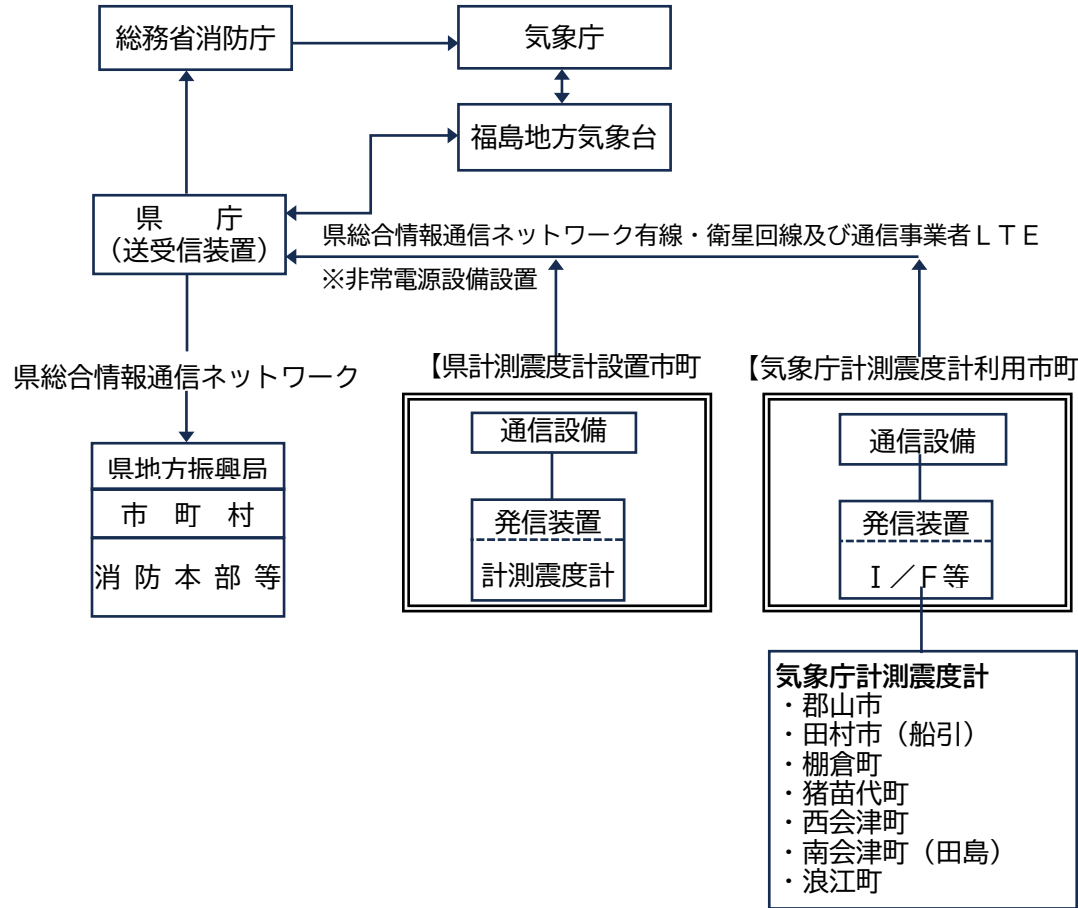 総務省消防庁
気象庁
福島地方気象台
県　　庁
（送受信装置）
県総合情報通信ネットワーク有線・衛星回線及び通信事業者ＬＴＥ
※非常電源設備設置
県総合情報通信ネットワーク
県地方振興局
市　町　村
消 防 本 部 等
【県計測震度計設置市町
通信設備
発信装置
計測震度計
【気象庁計測震度計利用市町
通信設備
発信装置
Ｉ／Ｆ等
気象庁計測震度計
・郡山市
・田村市（船引）
・棚倉町
・猪苗代町
・西会津町
・南会津町（田島）
・浪江町